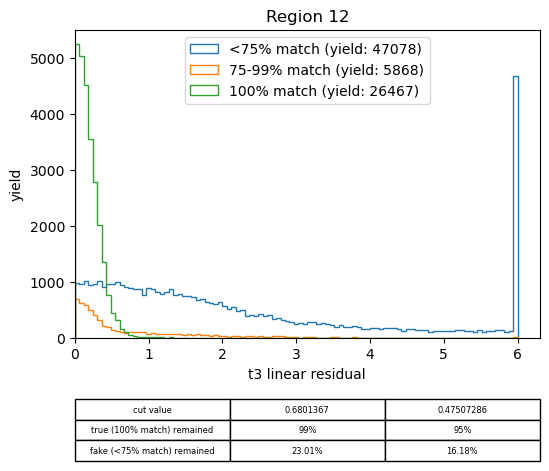 Region 12
<75% match (yield: 47078)
75-99% match (yield: 5868)
100% match (yield: 26467)
yield
5000
4000
3000
2000
1000
0
0 1 2 3 4 5 6
t3 linear residual
cut value 0.6801367 0.47507286
true (100% match) remained 99% 95%
fake (<75% match) remained 23.01% 16.18%